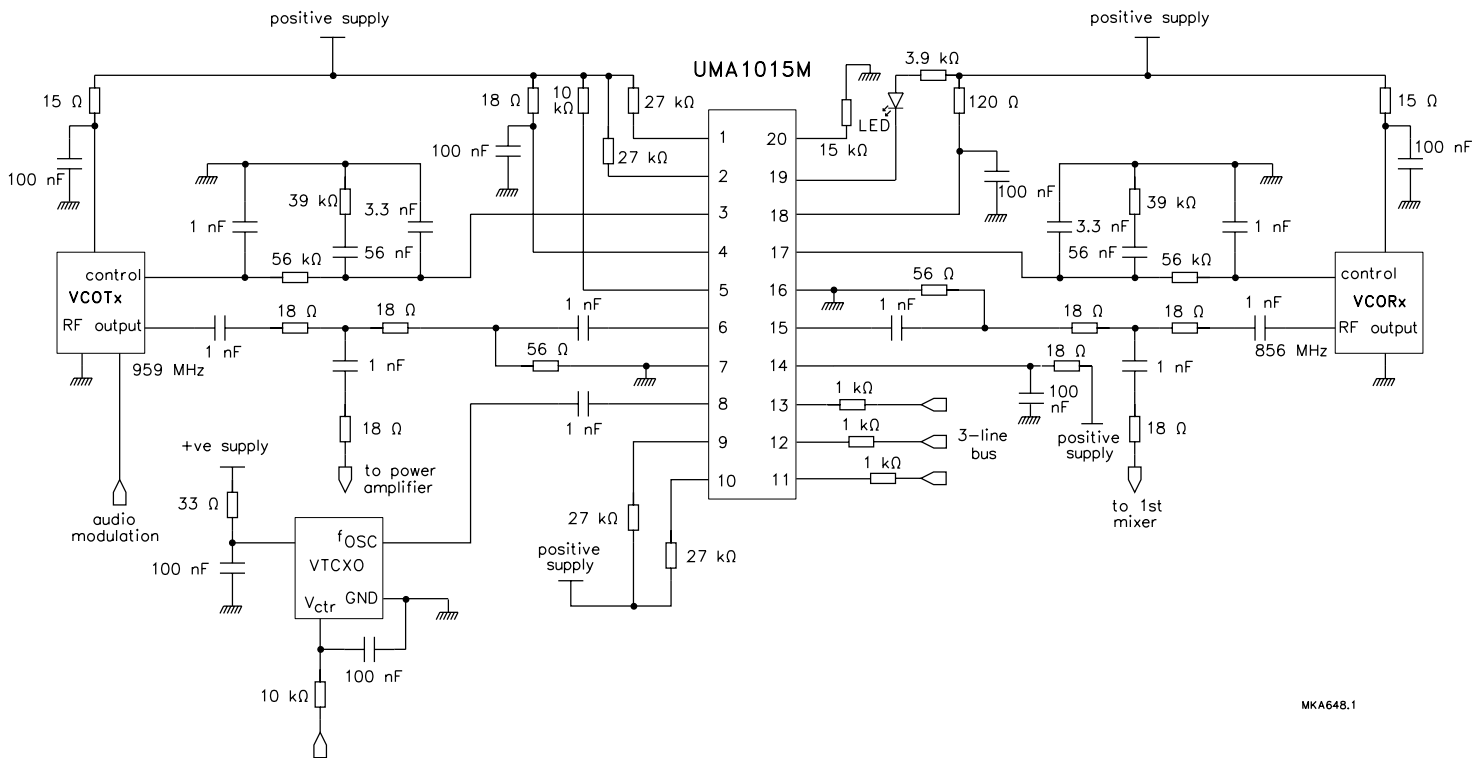 positive supply
positive supply
UMA1015M
15 Ω
100 nF
18 Ω
10
kΩ
27 kΩ
27 kΩ
100 nF
3.9 kΩ
LED
15 kΩ
120 Ω
100 nF
15 Ω
100 nF
1 nF
39 kΩ
3.3 nF
56 nF
56 kΩ
3.3 nF
39 kΩ
56 nF
1 nF
56 kΩ
control
VCOTx
RF output
control
VCORx
RF output
1
2
3
4
5
6
7
8
9
10
20
19
18
17
16
15
14
13
12
11
1 nF
959 MHz
18 Ω
18 Ω
1 nF
1 nF
56 Ω
18 Ω
to power
amplifier
1 nF
56 Ω
1 nF
18 Ω
18 Ω
1 nF
856 MHz
1 nF
18 Ω
100
nF
positive
supply
18 Ω
to 1st
mixer
1 kΩ
1 kΩ
1 kΩ
3-line
bus
audio
modulation
+ve supply
33 Ω
100 nF
fOSC
VTCXO
GND
Vctr
100 nF
10 kΩ
27 kΩ
27 kΩ
positive
supply
MKA648.1